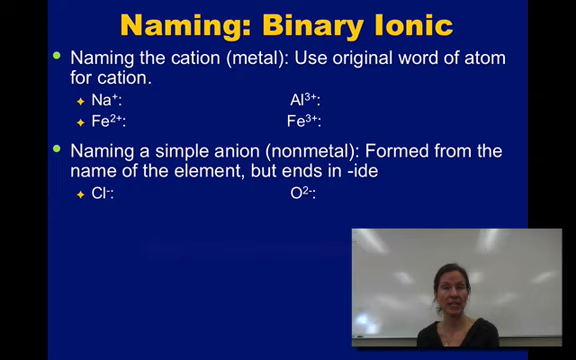 Naming: Binary Ionic
Naming the cation (metal): Use original word of atom
for cation.
Na⁺: Al³⁺:
Fe²⁺: Fe³⁺:
Naming a simple anion (nonmetal): Formed from the
name of the element, but ends in -ide
Cl⁻: O²⁻: